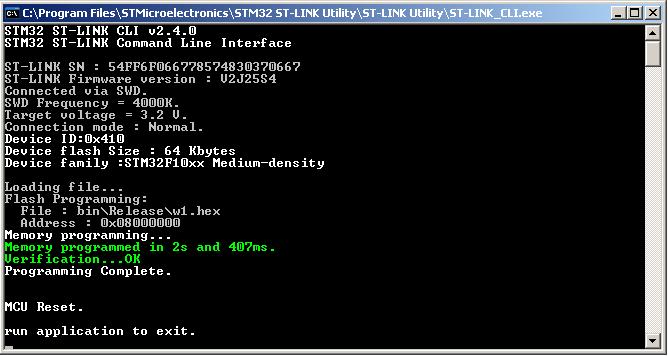 C:\Program Files\STMicroelectronics\STM32 ST-LINK Utility\ST-LINK Utility\ST-LINK_CLI.exe
STM32 ST-LINK CLI v2.4.0
STM32 ST-LINK Command Line Interface
ST-LINK SN : 54FF6F066778574830370667
ST-LINK Firmware version : V2J25S4
Connected via SWD.
SWD Frequency = 4000K.
Target voltage = 3.2 V.
Connection mode : Normal.
Device ID:0x410
Device flash Size : 64 Kbytes
Device family :STM32F10xx Medium-density
Loading file...
Flash Programming:
File : bin\Release\w1.hex
Address : 0x08000000
Memory programming...
Memory programmed in 2s and 407ms.
Verification...OK
Programming Complete.
MCU Reset.
run application to exit.